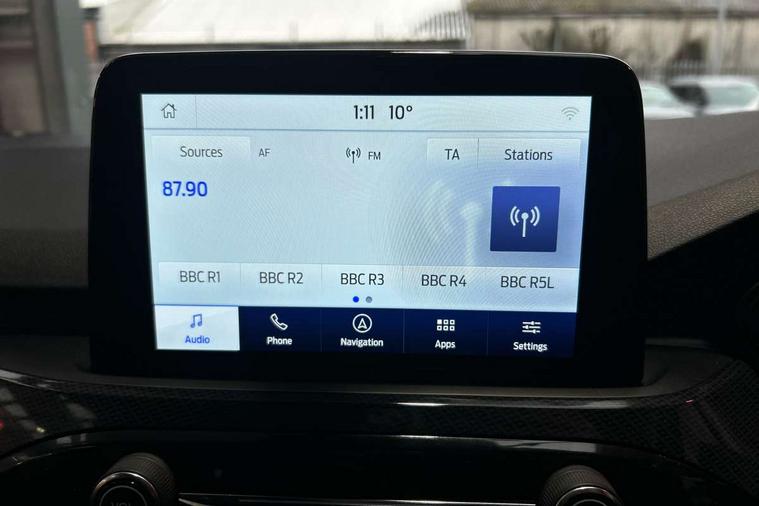 1:11 10°
Sources AF FM TA Stations
87.90
BBC R1 BBC R2 BBC R3 BBC R4 BBC R5L
Audio Phone Navigation Apps Settings